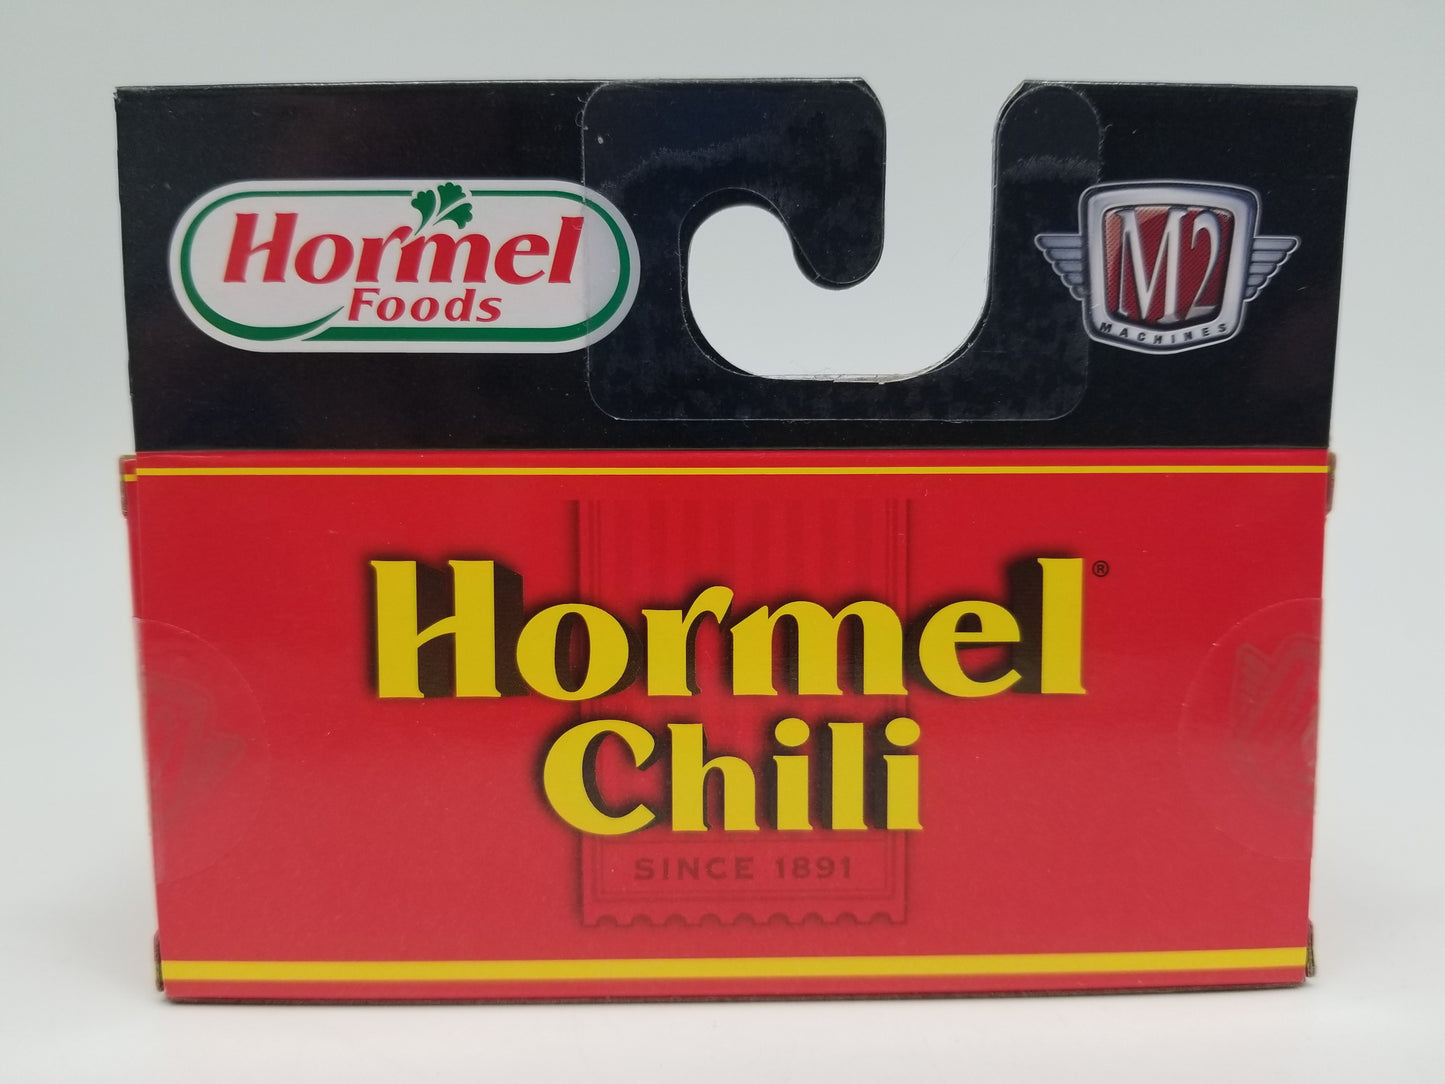 Hormel
Foods
M2
MACHINES
Hormel®
Chili
SINCE 1891